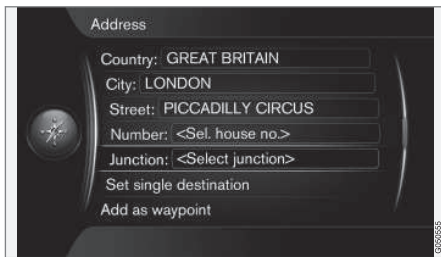 Address
Country: GREAT BRITAIN
City: LONDON
Street: PICCADILLY CIRCUS
Number: <Sel. house no.>
Junction: <Select junction>
Set single destination
Add as waypoint
G050555